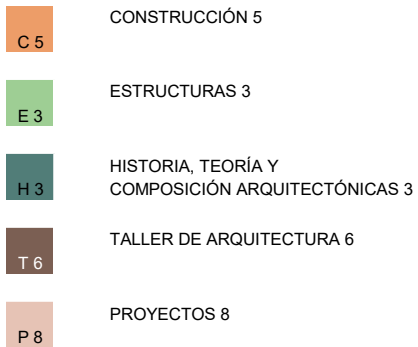 CONSTRUCCIÓN 5
C 5
ESTRUCTURAS 3
E 3
HISTORIA, TEORÍA Y
COMPOSICIÓN ARQUITECTÓNICAS 3
H 3
TALLER DE ARQUITECTURA 6
T 6
PROYECTOS 8
P 8